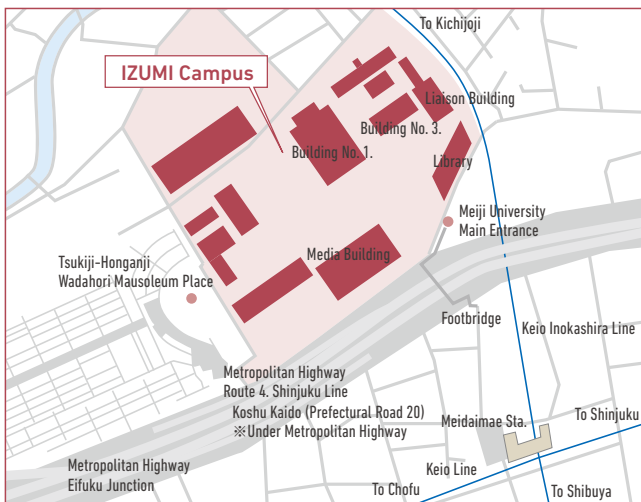 To Kichijoji
IZUMI Campus
Liaison Building
Building No. 3.
Building No. 1.
Library
Meiji University
Main Entrance
Media Building
Tsukiji-Honganji
Wadahori Mausoleum Place
Footbridge
Keio Inokashira Line
Metropolitan Highway
Route 4. Shinjuku Line
Koshu Kaido (Prefectural Road 20)
※Under Metropolitan Highway
Meidaimae Sta.
To Shinjuku
Metropolitan Highway
Eifuku Junction
Keio Line
To Chofu
To Shibuya